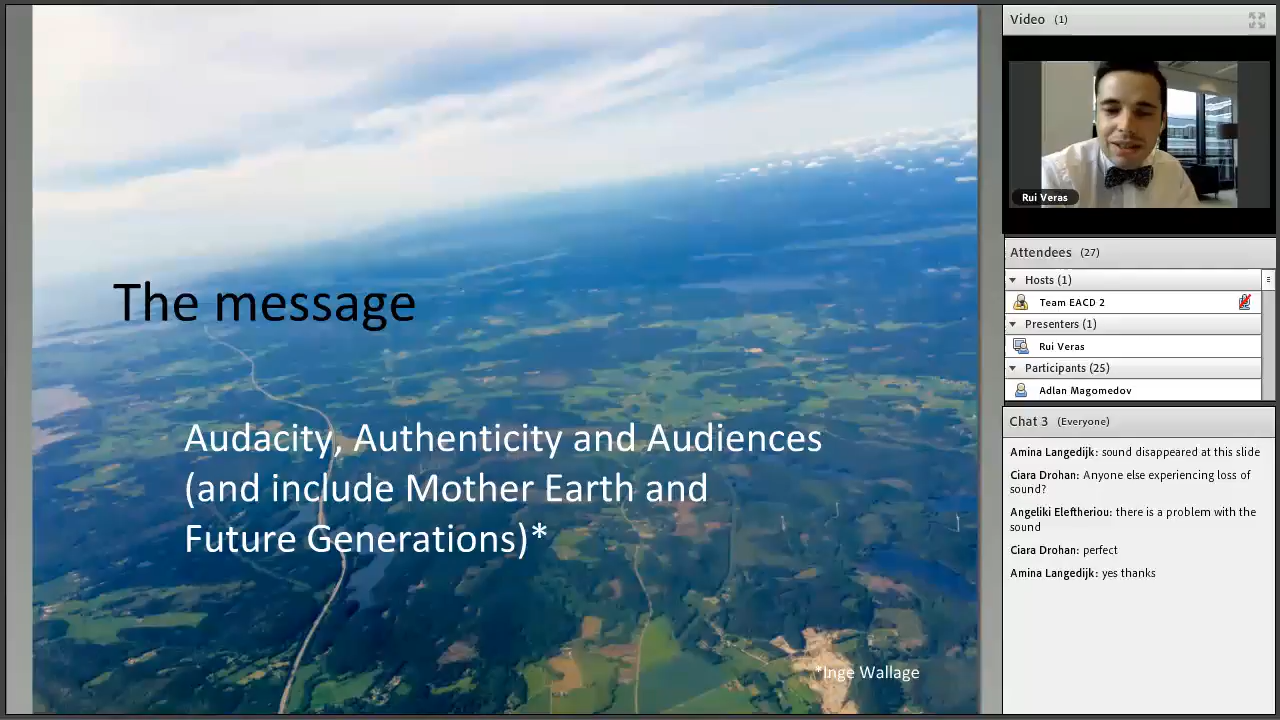 The message
Audacity, Authenticity and Audiences
(and include Mother Earth and
Future Generations)*
*Inge Wallage
Video (1)
Rui Veras
Attendees (27)
Hosts (1)
Team EACD 2
Presenters (1)
Rui Veras
Participants (25)
Adlan Magomedov
Chat 3 (Everyone)
Amina Langedijk: sound disappeared at this slide
Ciara Drohan: Anyone else experiencing loss of
sound?
Angeliki Eleftheriou: there is a problem with the
sound
Ciara Drohan: perfect
Amina Langedijk: yes thanks